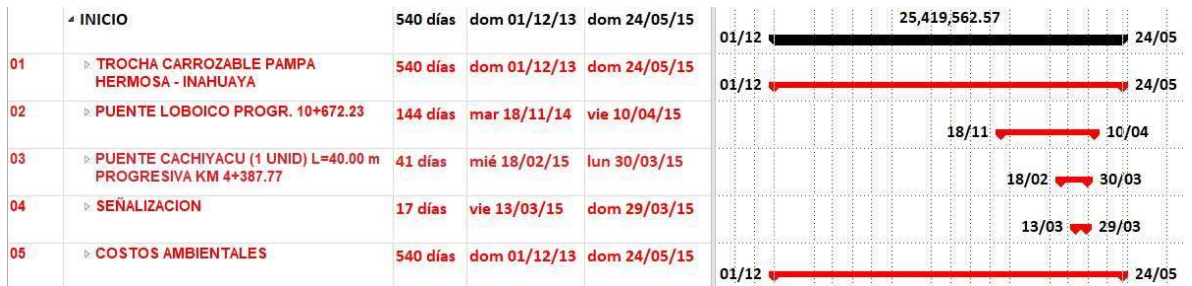 INICIO 540 días dom 01/12/13 dom 24/05/15 25,419,562.57
01/12 24/05
01 TROCHA CARROZABLE PAMPA 540 días dom 01/12/13 dom 24/05/15
HERMOSA - INAHUAYA 01/12 24/05
02 PUENTE LOBOICO PROGR. 10+672.23 144 días mar 18/11/14 vie 10/04/15
18/11 10/04
03 PUENTE CACHIYACU (1 UNID) L=40.00 m 41 días mié 18/02/15 lun 30/03/15
PROGRESIVA KM 4+387.77 18/02 30/03
04 SEÑALIZACION 17 días vie 13/03/15 dom 29/03/15
13/03 29/03
05 COSTOS AMBIENTALES 540 días dom 01/12/13 dom 24/05/15
01/12 24/05